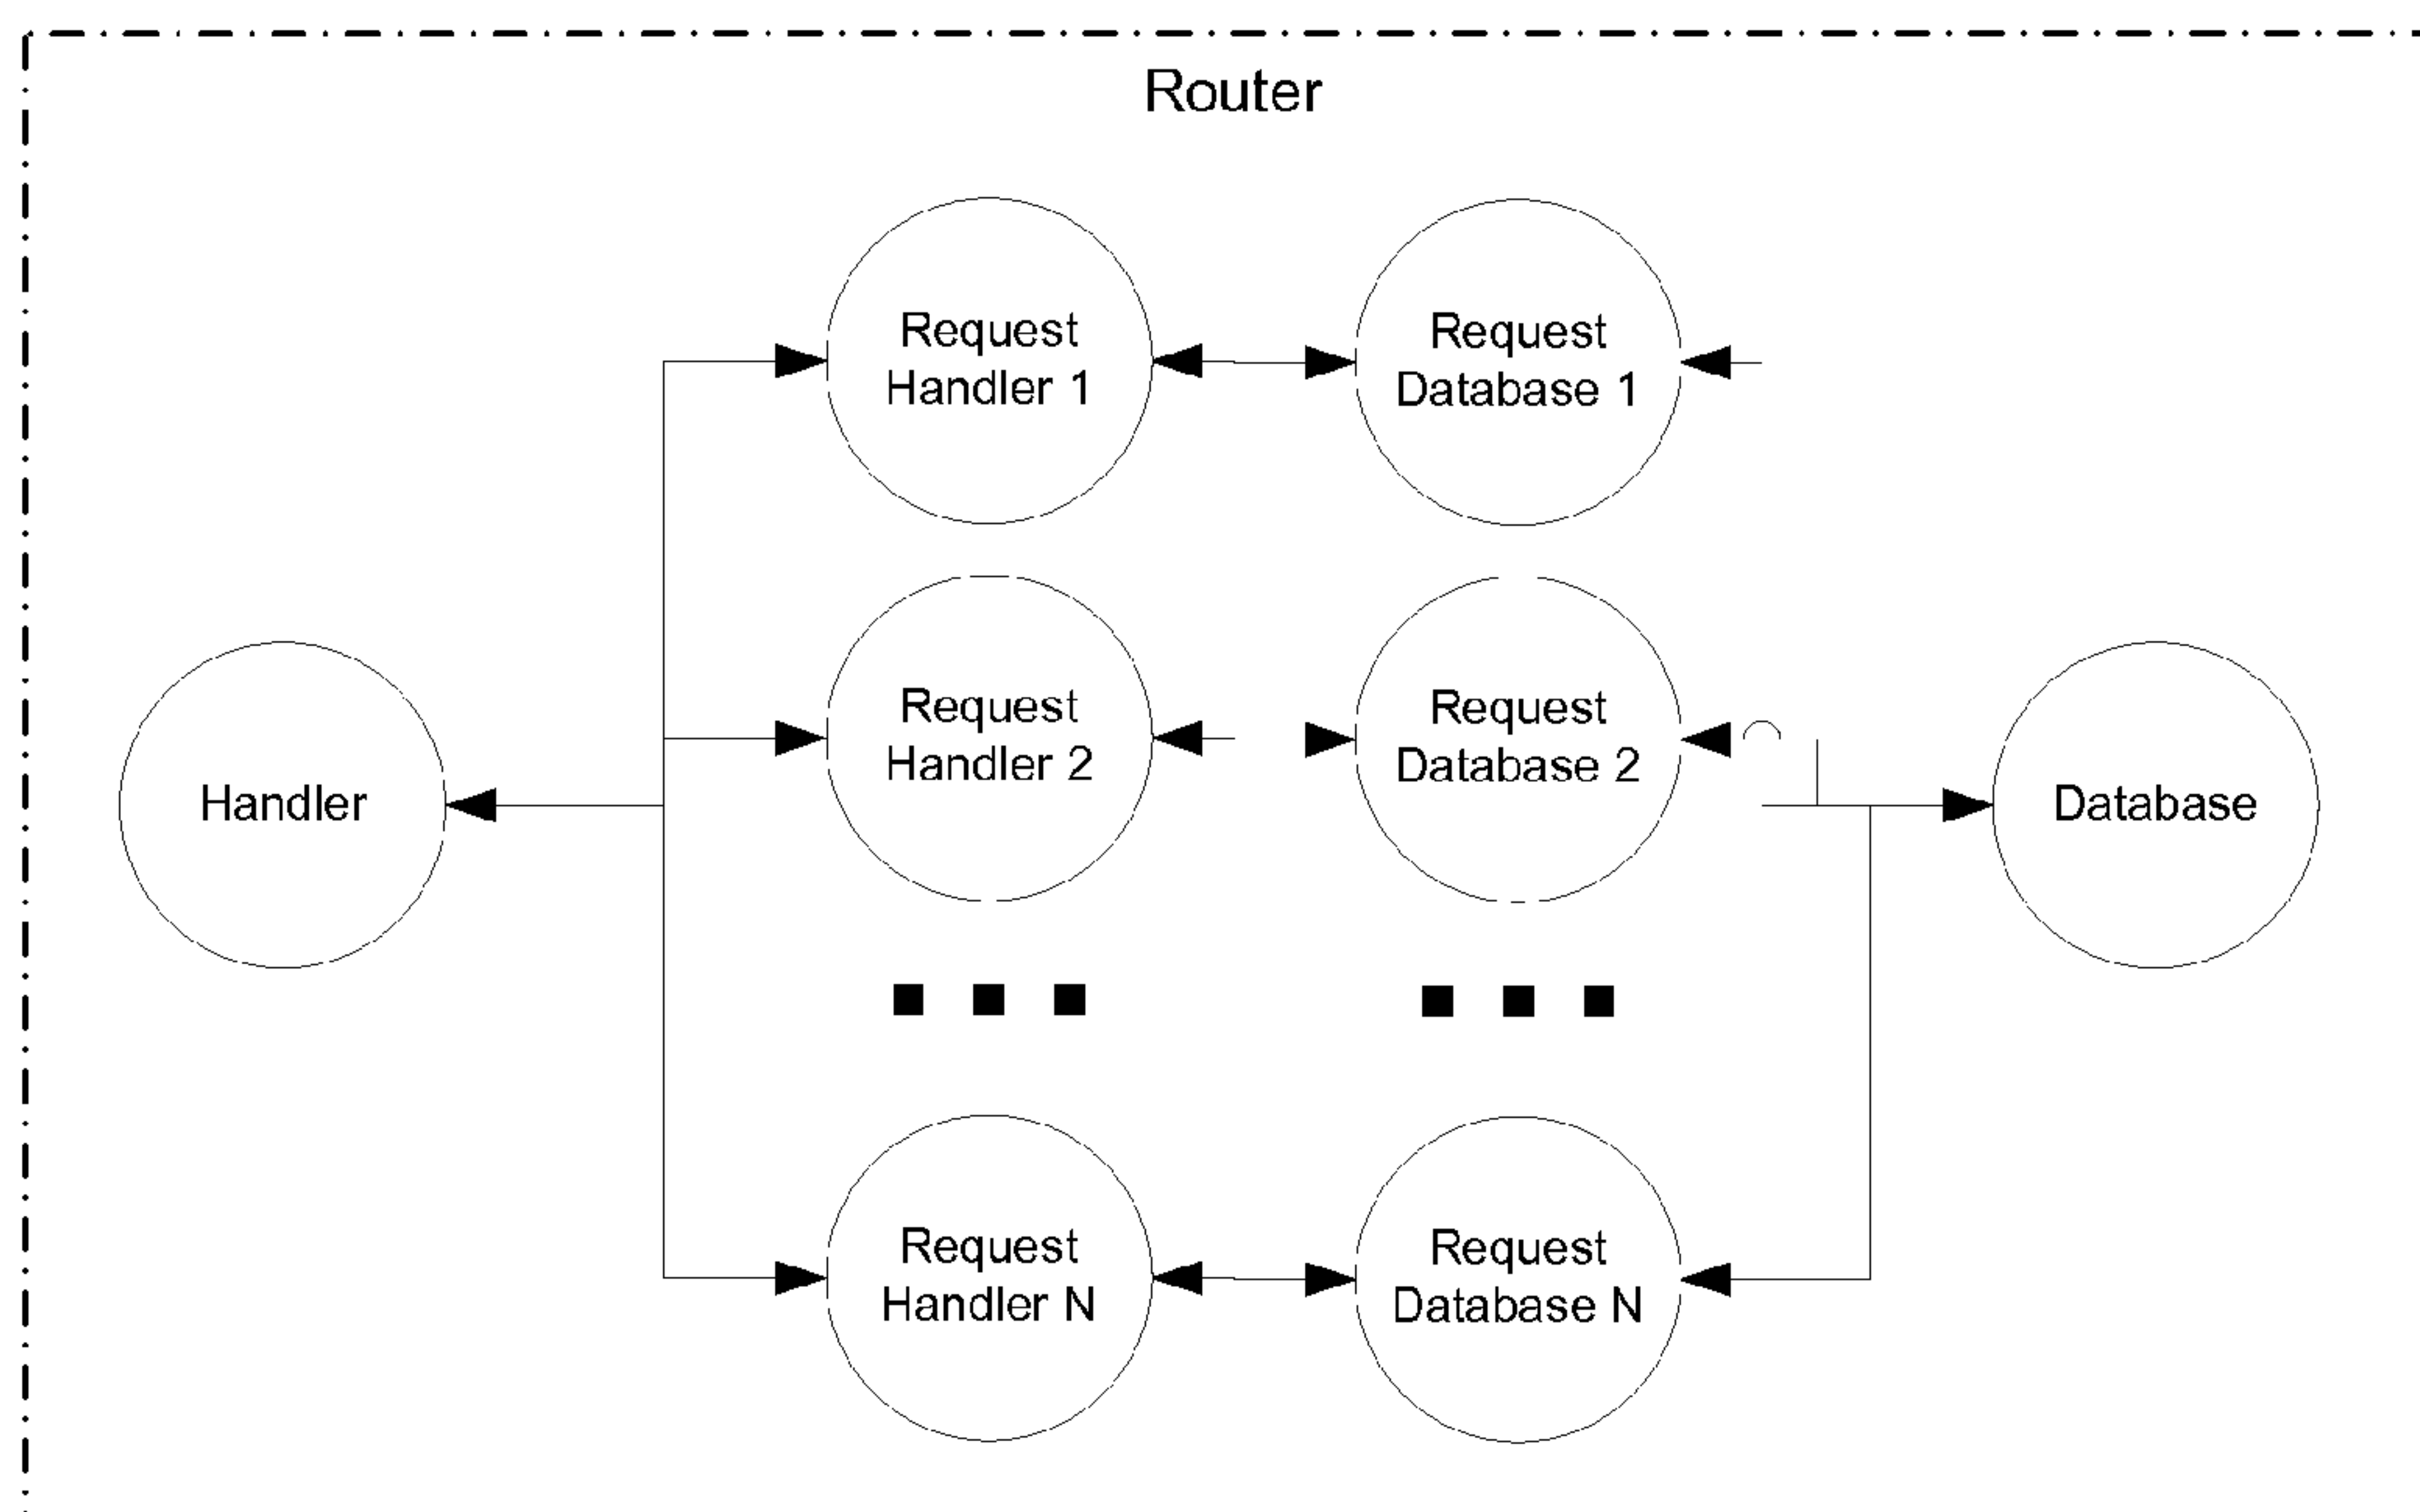 Router
Request
Handler 1
Request
Database 1
Request
Handler 2
Request
Database 2
Handler
Database
Request
Handler N
Request
Database N